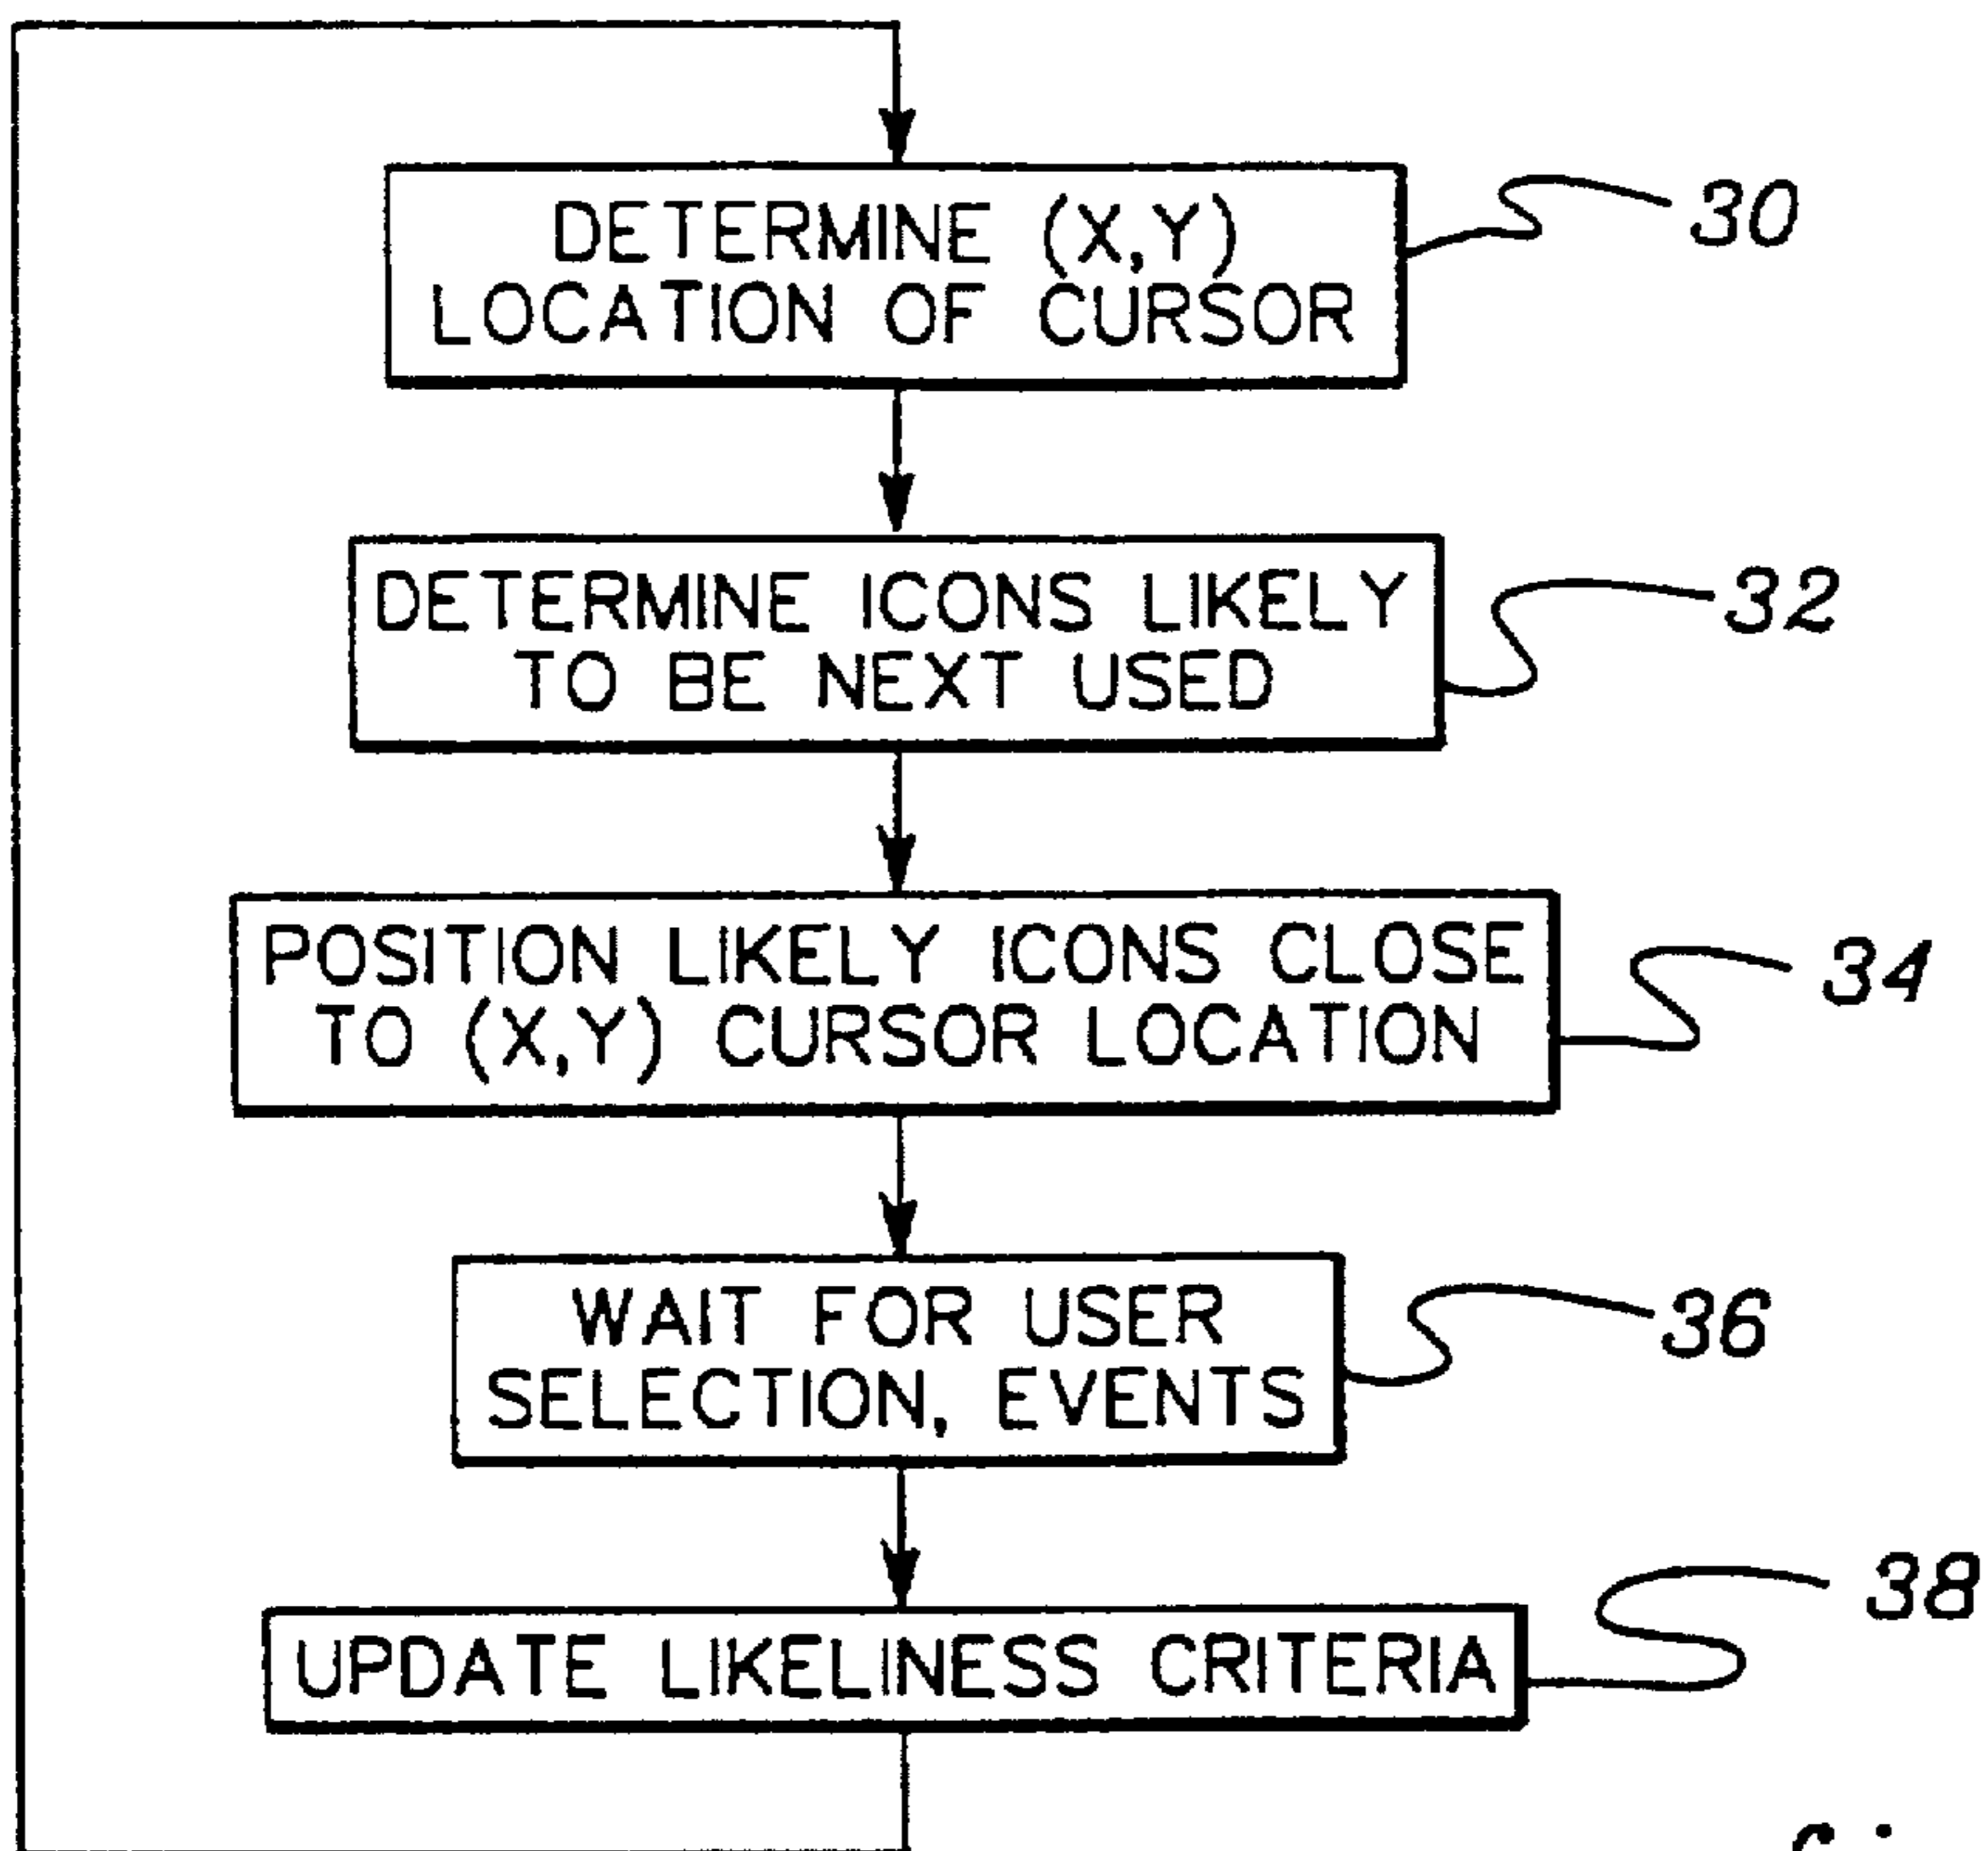 DETERMINE (X,Y)
LOCATION OF CURSOR
30
DETERMINE ICONS LIKELY
TO BE NEXT USED
32
POSITION LIKELY ICONS CLOSE
TO (X,Y) CURSOR LOCATION
34
WAIT FOR USER
SELECTION, EVENTS
36
UPDATE LIKELINESS CRITERIA
38